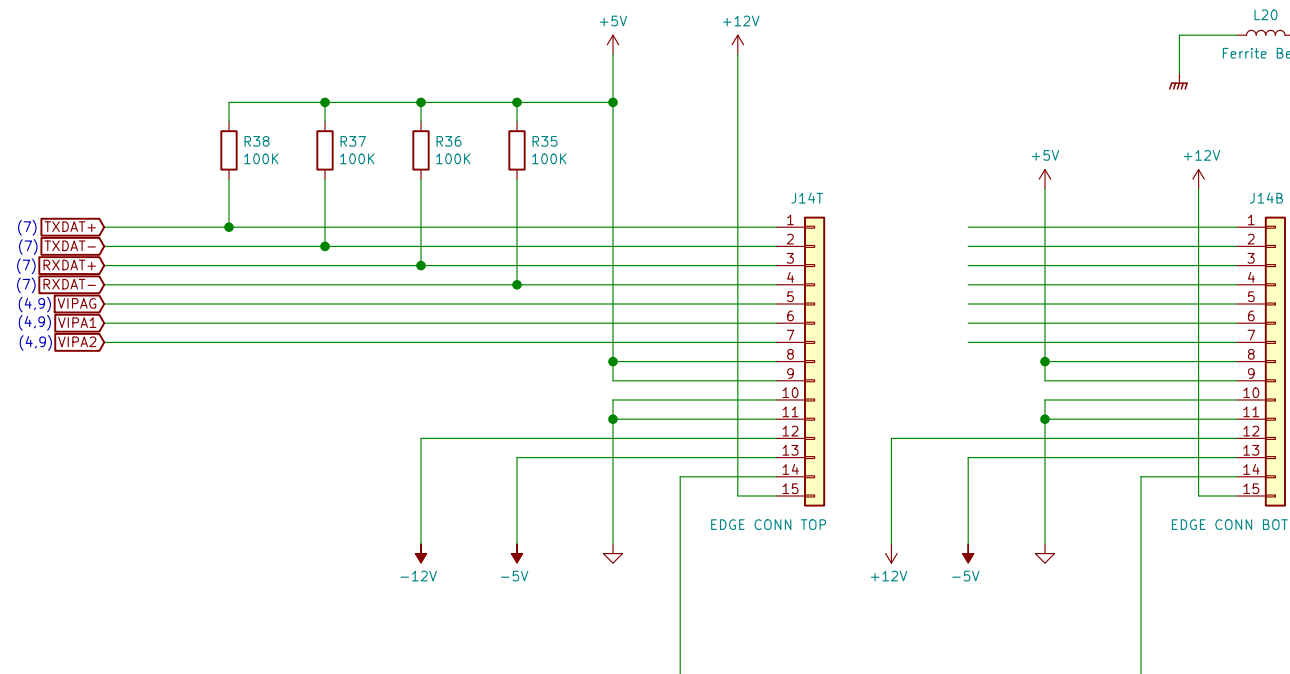 L20
+5V
+12V
Ferrite Be
R38
100K
R37
100K
R36
100K
R35
100K
+5V
+12V
J14T
J14B
(7) TXDAT+
(7) TXDAT-
(7) RXDAT+
(7) RXDAT-
(4,9) VIPAG
(4,9) VIPA1
(4,9) VIPA2
1
2
3
4
5
6
7
8
9
10
11
12
13
14
15
1
2
3
4
5
6
7
8
9
10
11
12
13
14
15
EDGE CONN TOP
EDGE CONN BOT
-12V
-5V
+12V
-5V